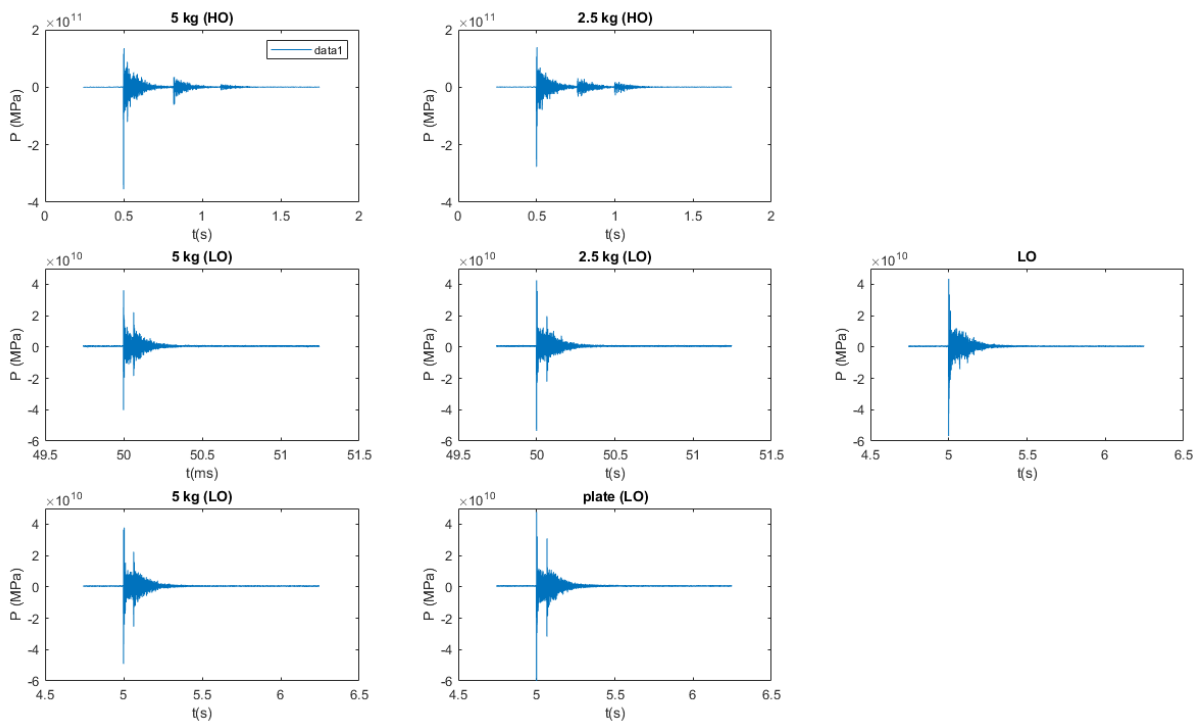 5 kg (HO)
×10^11
2
0
-2
-4
P (MPa)
data1
0 0.5 1 1.5 2
t(s)
2.5 kg (HO)
×10^11
2
0
-2
-4
P (MPa)
0 0.5 1 1.5 2
t(s)
5 kg (LO)
×10^10
4
2
0
-2
-4
-6
P (MPa)
49.5 50 50.5 51 51.5
t(ms)
2.5 kg (LO)
×10^10
4
2
0
-2
-4
-6
P (MPa)
49.5 50 50.5 51 51.5
t(s)
LO
×10^10
4
2
0
-2
-4
-6
P (MPa)
4.5 5 5.5 6 6.5
t(s)
5 kg (LO)
×10^10
4
2
0
-2
-4
-6
P (MPa)
4.5 5 5.5 6 6.5
t(s)
plate (LO)
×10^10
4
2
0
-2
-4
-6
P (MPa)
4.5 5 5.5 6 6.5
t(s)